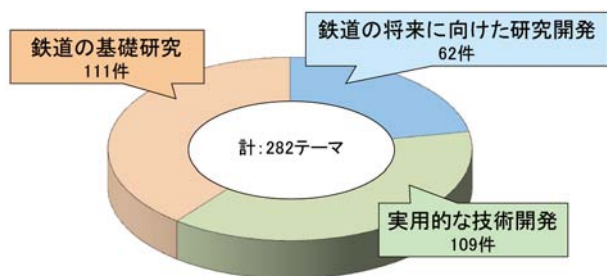 鉄道の将来に向けた研究開発
62件
鉄道の基礎研究
111件
計:282テーマ
実用的な技術開発
109件